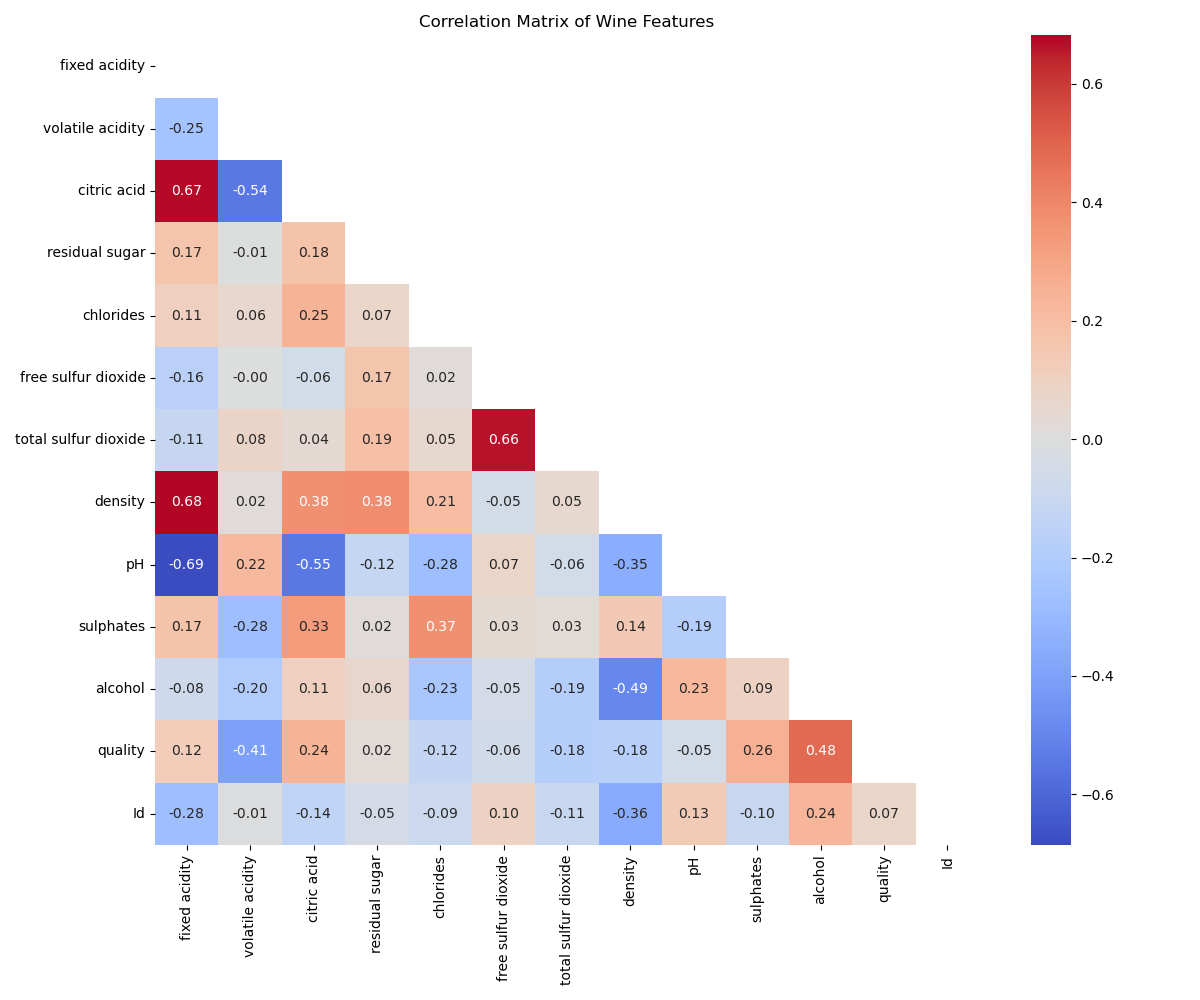 Correlation Matrix of Wine Features
fixed acidity
volatile acidity -0.25
citric acid 0.67 -0.54
residual sugar 0.17 -0.01 0.18
chlorides 0.11 0.06 0.25 0.07
free sulfur dioxide -0.16 -0.00 -0.06 0.17 0.02
total sulfur dioxide -0.11 0.08 0.04 0.19 0.05 0.66
density 0.68 0.02 0.38 0.38 0.21 -0.05 0.05
pH -0.69 0.22 -0.55 -0.12 -0.28 0.07 -0.06 -0.35
sulphates 0.17 -0.28 0.33 0.02 0.37 0.03 0.03 0.14 -0.19
alcohol -0.08 -0.20 0.11 0.06 -0.23 -0.05 -0.19 -0.49 0.23 0.09
quality 0.12 -0.41 0.24 0.02 -0.12 -0.06 -0.18 -0.18 -0.05 0.26 0.48
Id -0.28 -0.01 -0.14 -0.05 -0.09 0.10 -0.11 -0.36 0.13 -0.10 0.24 0.07
fixed acidity
volatile acidity
citric acid
residual sugar
chlorides
free sulfur dioxide
total sulfur dioxide
density
pH
sulphates
alcohol
quality
Id
0.6
0.4
0.2
0.0
−0.2
−0.4
−0.6